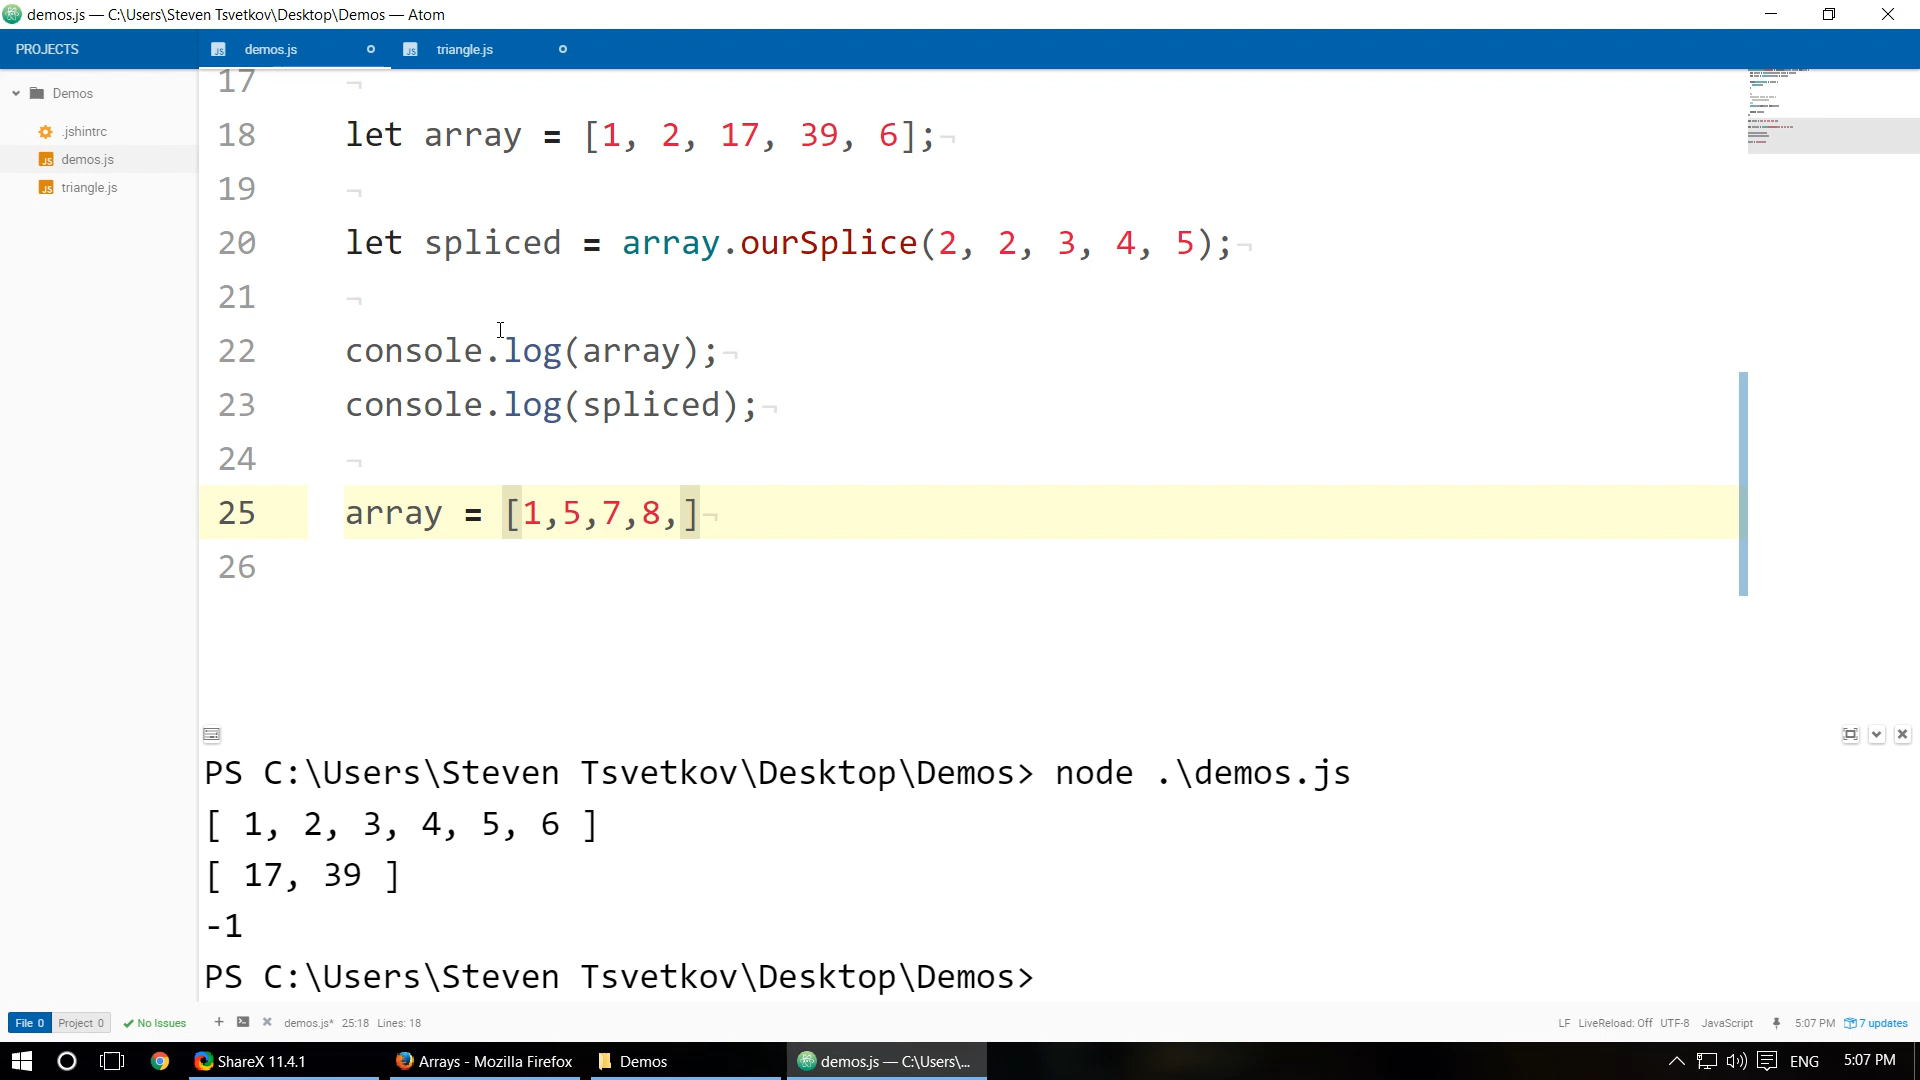 demos.js — C:\Users\Steven Tsvetkov\Desktop\Demos — Atom
PROJECTS
demos.js
triangle.js
Demos
.jshintrc
demos.js
triangle.js
17 ¬
18 let array = [1, 2, 17, 39, 6];¬
19 ¬
20 let spliced = array.ourSplice(2, 2, 3, 4, 5);¬
21 ¬
22 console.log(array);¬
23 console.log(spliced);¬
24 ¬
25 array = [1,5,7,8,]¬
26
PS C:\Users\Steven Tsvetkov\Desktop\Demos> node .\demos.js
[ 1, 2, 3, 4, 5, 6 ]
[ 17, 39 ]
-1
PS C:\Users\Steven Tsvetkov\Desktop\Demos>
File 0 Project 0 No Issues demos.js* 25:18 Lines: 18 LF LiveReload: Off UTF-8 JavaScript 5:07 PM 7 updates
ShareX 11.4.1 Arrays - Mozilla Firefox Demos demos.js — C:\Users\... ENG 5:07 PM